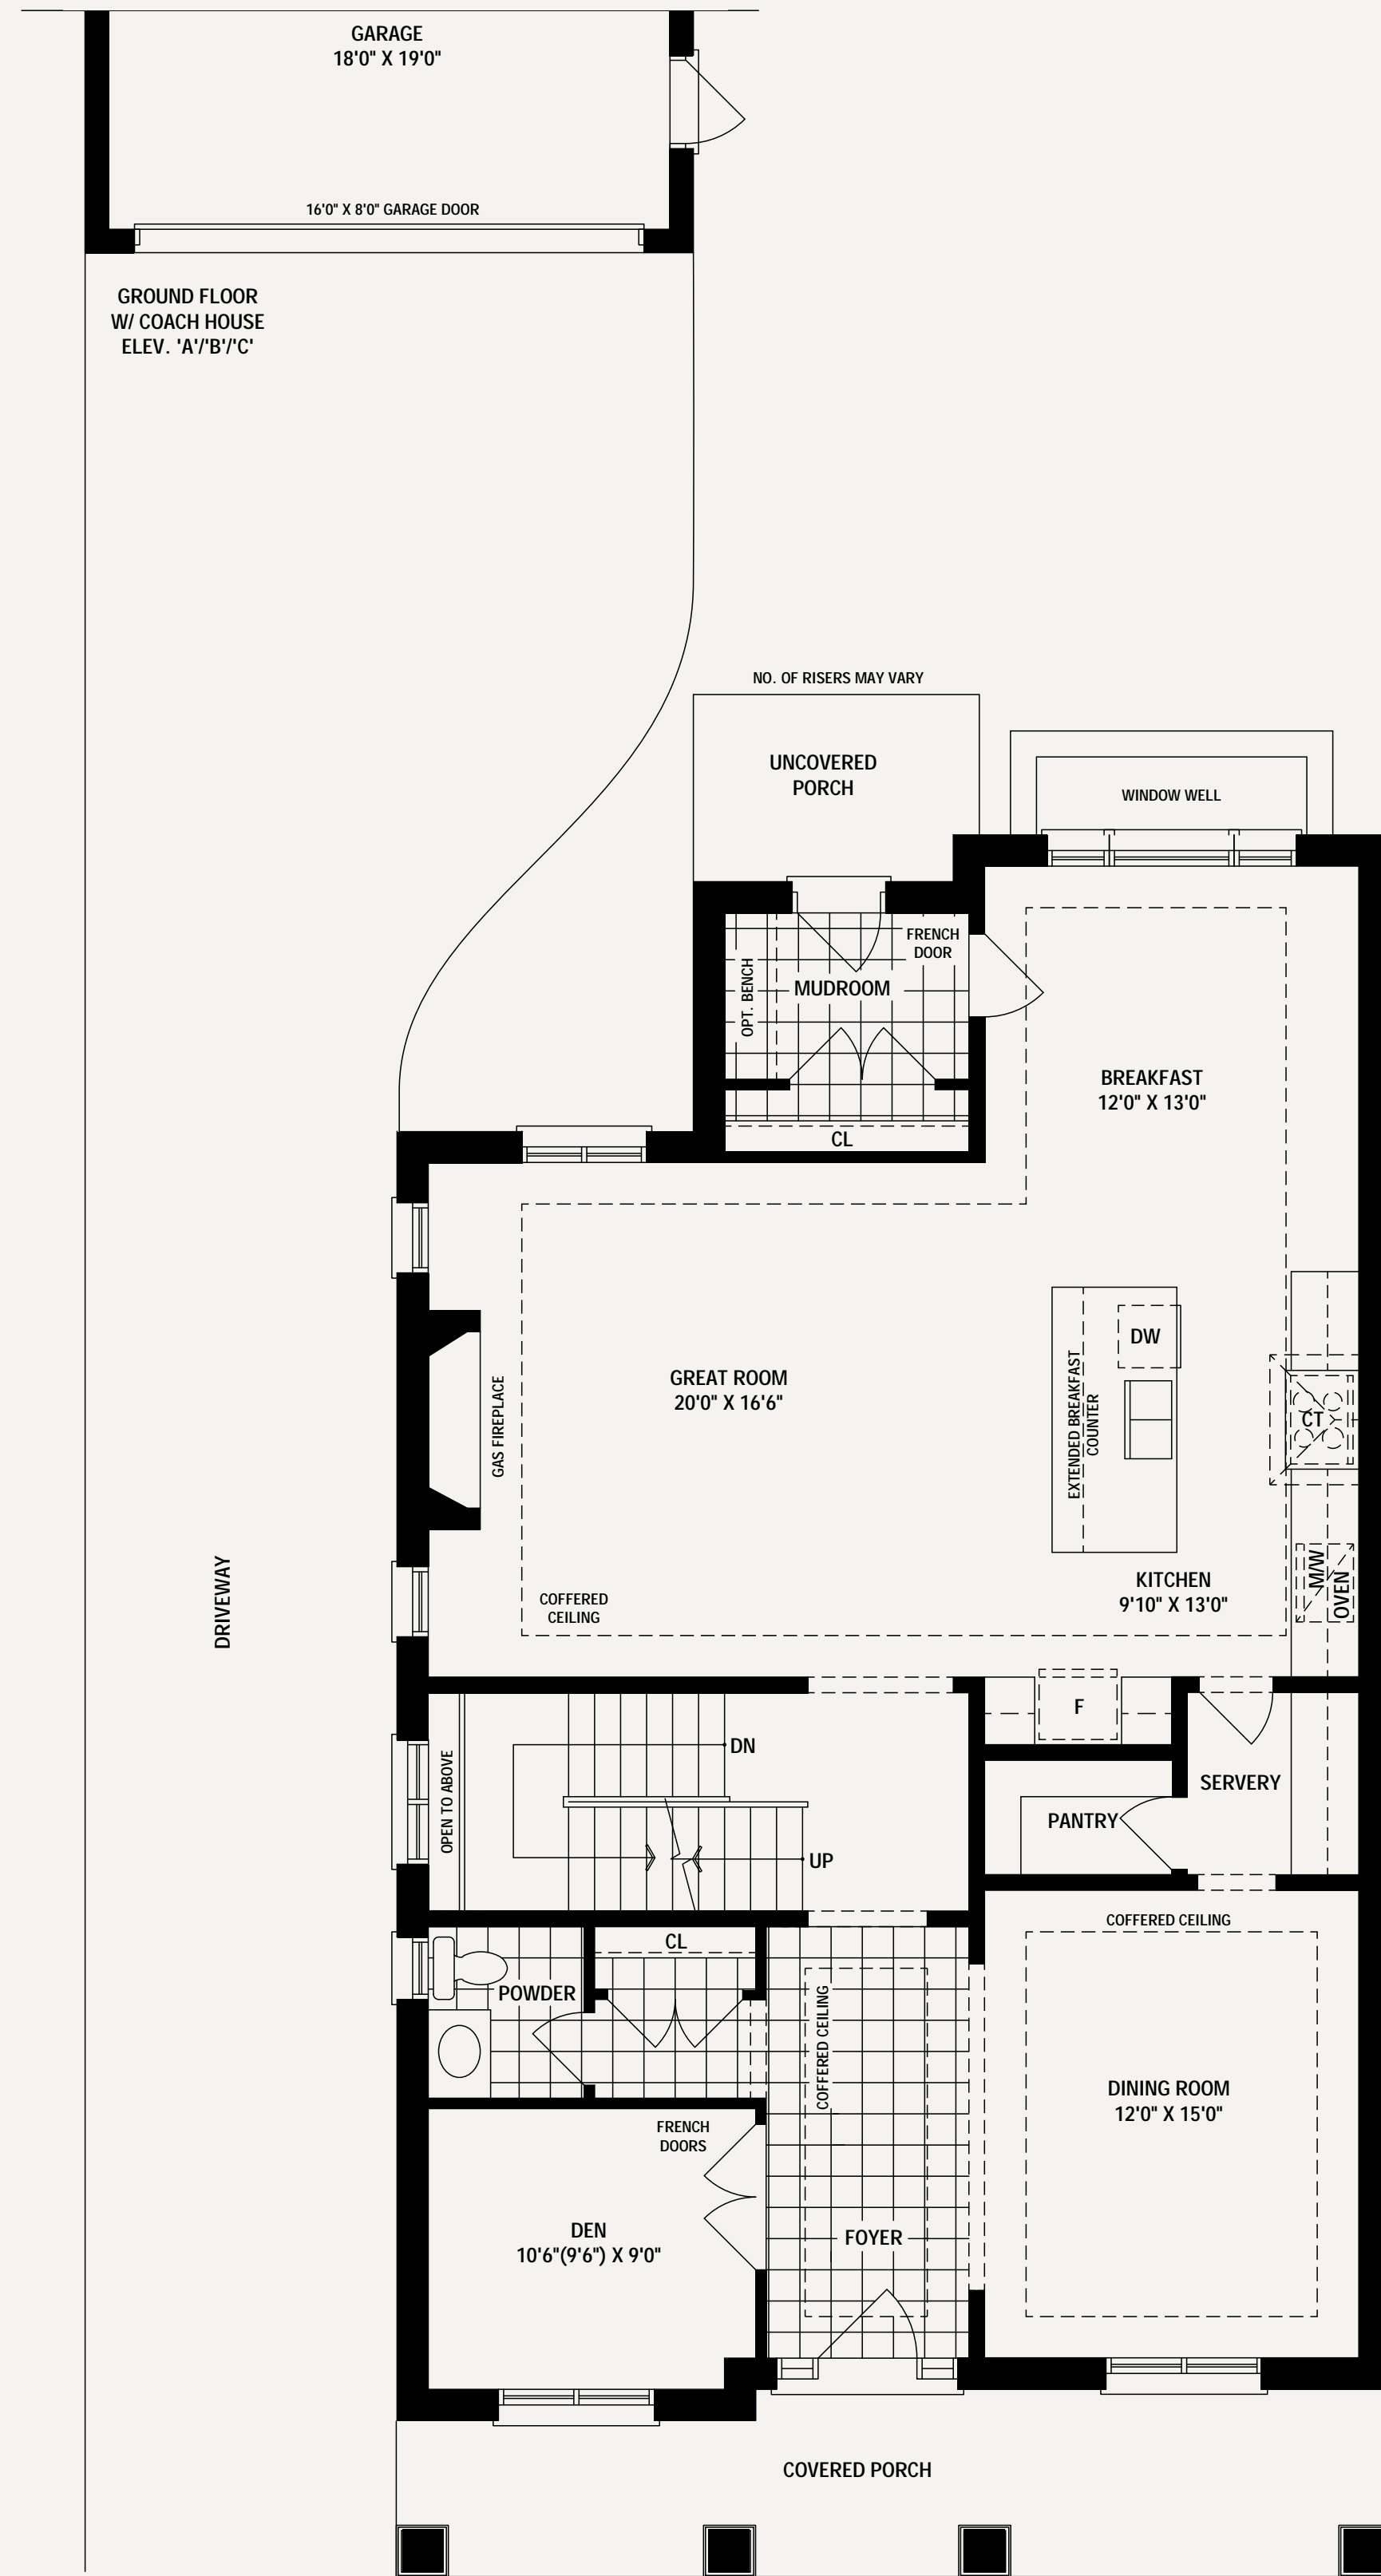 GARAGE
18'0" X 19'0"
16'0" X 8'0" GARAGE DOOR
GROUND FLOOR
W/ COACH HOUSE
ELEV. 'A'/'B'/'C'
NO. OF RISERS MAY VARY
UNCOVERED
PORCH
WINDOW WELL
FRENCH
DOOR
OPT. BENCH
MUDROOM
BREAKFAST
12'0" X 13'0"
CL
DW
GREAT ROOM
20'0" X 16'6"
GAS FIREPLACE
EXTENDED BREAKFAST
COUNTER
CT
DRIVEWAY
COFFERED
CEILING
KITCHEN
9'10" X 13'0"
M/W
OVEN
F
DN
OPEN TO ABOVE
SERVERY
PANTRY
UP
COFFERED CEILING
CL
POWDER
COFFERED CEILING
DINING ROOM
12'0" X 15'0"
FRENCH
DOORS
DEN
10'6"(9'6") X 9'0"
FOYER
COVERED PORCH